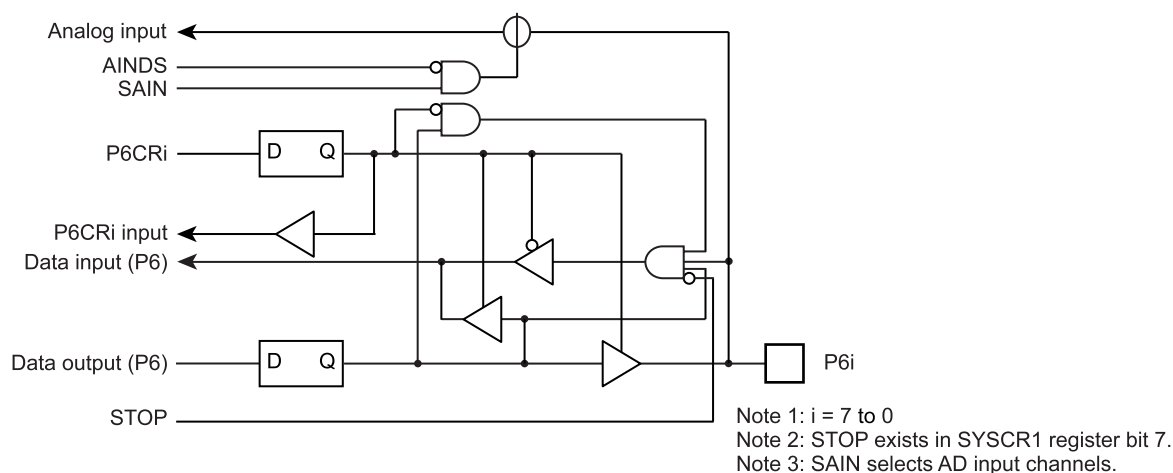 Analog input
AINDS
SAIN
P6CRi
D Q
P6CRi input
Data input (P6)
Data output (P6)
D Q
P6i
STOP
Note 1: i = 7 to 0
Note 2: STOP exists in SYSCR1 register bit 7.
Note 3: SAIN selects AD input channels.